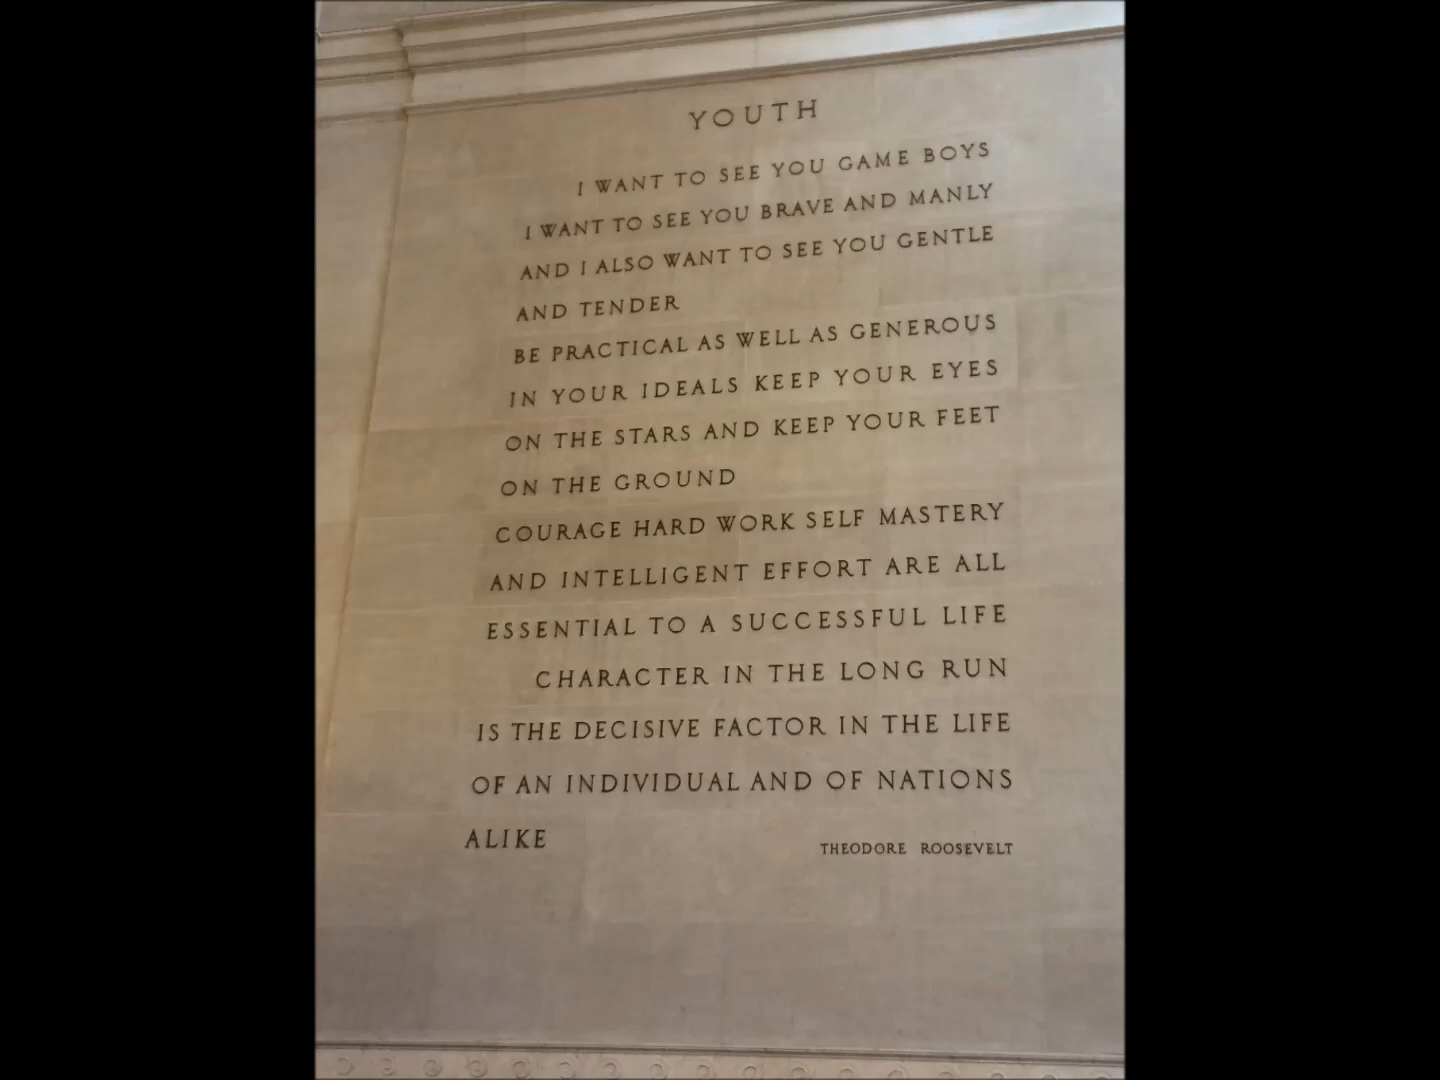 YOUTH
I WANT TO SEE YOU GAME BOYS
I WANT TO SEE YOU BRAVE AND MANLY
AND I ALSO WANT TO SEE YOU GENTLE
AND TENDER
BE PRACTICAL AS WELL AS GENEROUS
IN YOUR IDEALS KEEP YOUR EYES
ON THE STARS AND KEEP YOUR FEET
ON THE GROUND
COURAGE HARD WORK SELF MASTERY
AND INTELLIGENT EFFORT ARE ALL
ESSENTIAL TO A SUCCESSFUL LIFE
CHARACTER IN THE LONG RUN
IS THE DECISIVE FACTOR IN THE LIFE
OF AN INDIVIDUAL AND OF NATIONS
ALIKE
THEODORE ROOSEVELT